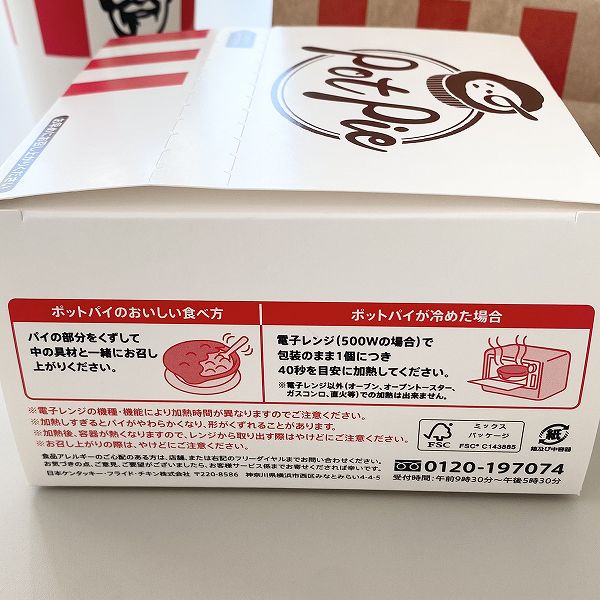 Pot Pie
ポットパイのおいしい食べ方
パイの部分をくずして
中の具材と一緒にお召し
上がりください。
ポットパイが冷めた場合
電子レンジ(500Wの場合)で
包装のまま1個につき
40秒を目安に加熱してください。
※電子レンジ以外(オーブン、オーブントースター、
ガスコンロ、直火等)での加熱は出来ません。
※電子レンジの機種・機能により加熱時間が異なりますのでご注意ください。
※加熱しすぎるとパイがやわらかくなり、形がくずれることがあります。
※加熱後、容器が熱くなりますので、レンジから取り出す際はやけどにご注意ください。
※お召し上がりの際は、やけどにご注意ください。
FSC
ミックス
パッケージ
FSC® C143885
紙
箱及び中容器
食品アレルギーのご心配のある方は、店舗、または右記のフリーダイヤルまでお問い合わせください。
お気づきの点、ご意見、ご要望がございましたら、お客様サービス係までお寄せくだされば幸いです。
日本ケンタッキー・フライド・チキン株式会社 〒220-8586 神奈川県横浜市西区みなとみらい4-4-5
0120-197074
受付時間:午前9時30分~午後5時30分